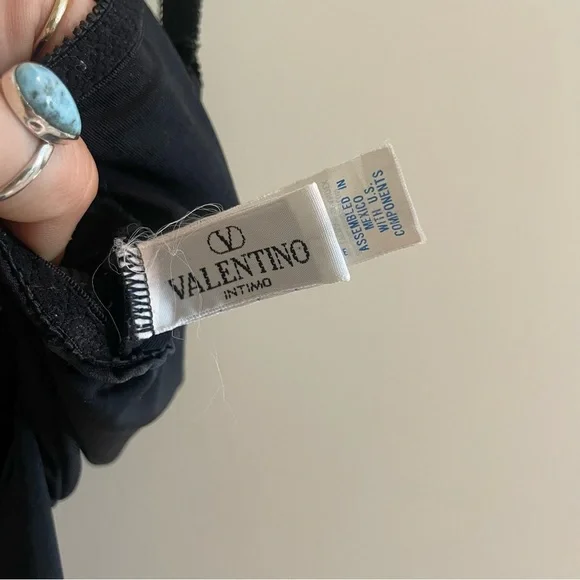 VALENTINO
INTIMO
ASSEMBLED IN
MEXICO
WITH U.S.
COMPONENTS